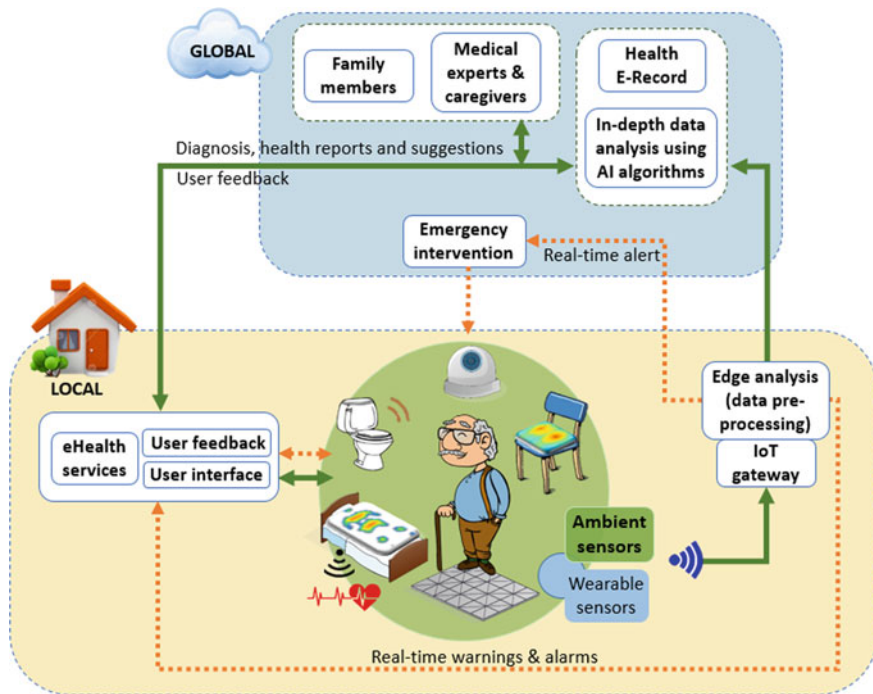 GLOBAL
Family
members
Medical
experts &
caregivers
Health
E-Record
In-depth data
analysis using
AI algorithms
Diagnosis, health reports and suggestions
User feedback
Emergency
intervention
Real-time alert
LOCAL
eHealth
services
User feedback
User interface
Edge analysis
(data pre-
processing)
IoT
gateway
Ambient
sensors
Wearable
sensors
Real-time warnings & alarms